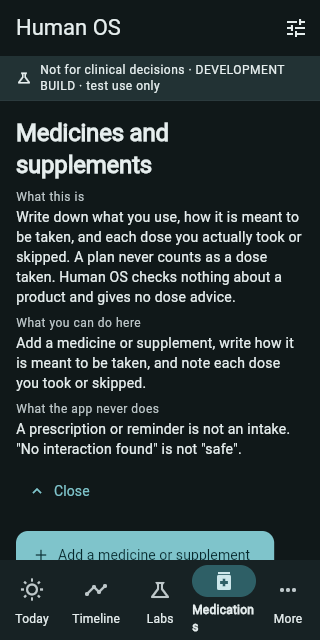 Human OS
Not for clinical decisions · DEVELOPMENT
BUILD · test use only
Medicines and
supplements
What this is
Write down what you use, how it is meant to
be taken, and each dose you actually took or
skipped. A plan never counts as a dose
taken. Human OS checks nothing about a
product and gives no dose advice.
What you can do here
Add a medicine or supplement, write how it
is meant to be taken, and note each dose
you took or skipped.
What the app never does
A prescription or reminder is not an intake.
"No interaction found" is not "safe".
Close
Add a medicine or supplement
Today
Timeline
Labs
Medication
s
More